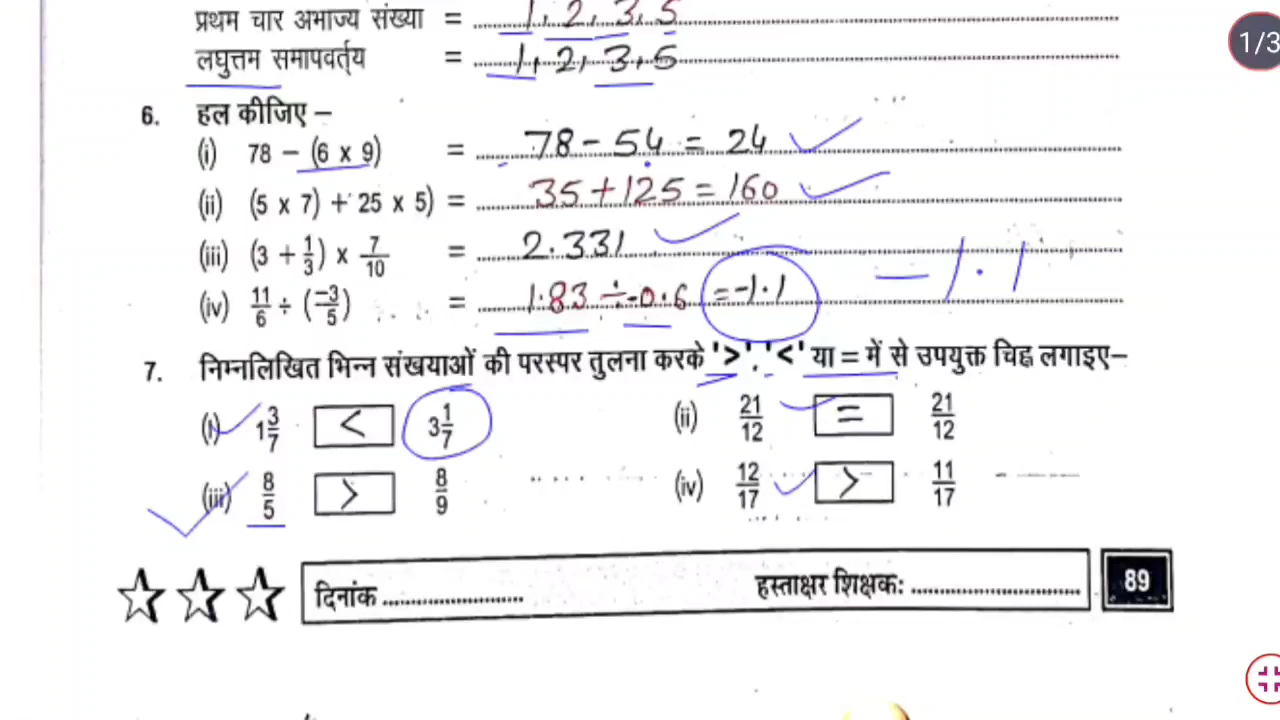 प्रथम चार अभाज्य संख्या = 1, 2, 3, 5
लघुत्तम समापवर्त्य = 1, 2, 3, 5
1/3
6. हल कीजिए –
(i) 78 – (6 x 9) = 78 - 54 = 24
(ii) (5 x 7) + 25 x 5) = 35 + 125 = 160
(iii) (3 + 1/3) x 7/10 = 2.331
(iv) 11/6 ÷ (-3/5) = 1.83 ÷ -0.6 = -1.1 - 1.1
7. निम्नलिखित भिन्न संखयाओं की परस्पर तुलना करके '>', '<' या = में से उपयुक्त चिह्न लगाइए–
(i) 1 3/7 < 3 1/7 (ii) 21/12 = 21/12
(iii) 8/5 > 8/9 (iv) 12/17 > 11/17
दिनांक ........................ हस्ताक्षर शिक्षक: ............................. 89